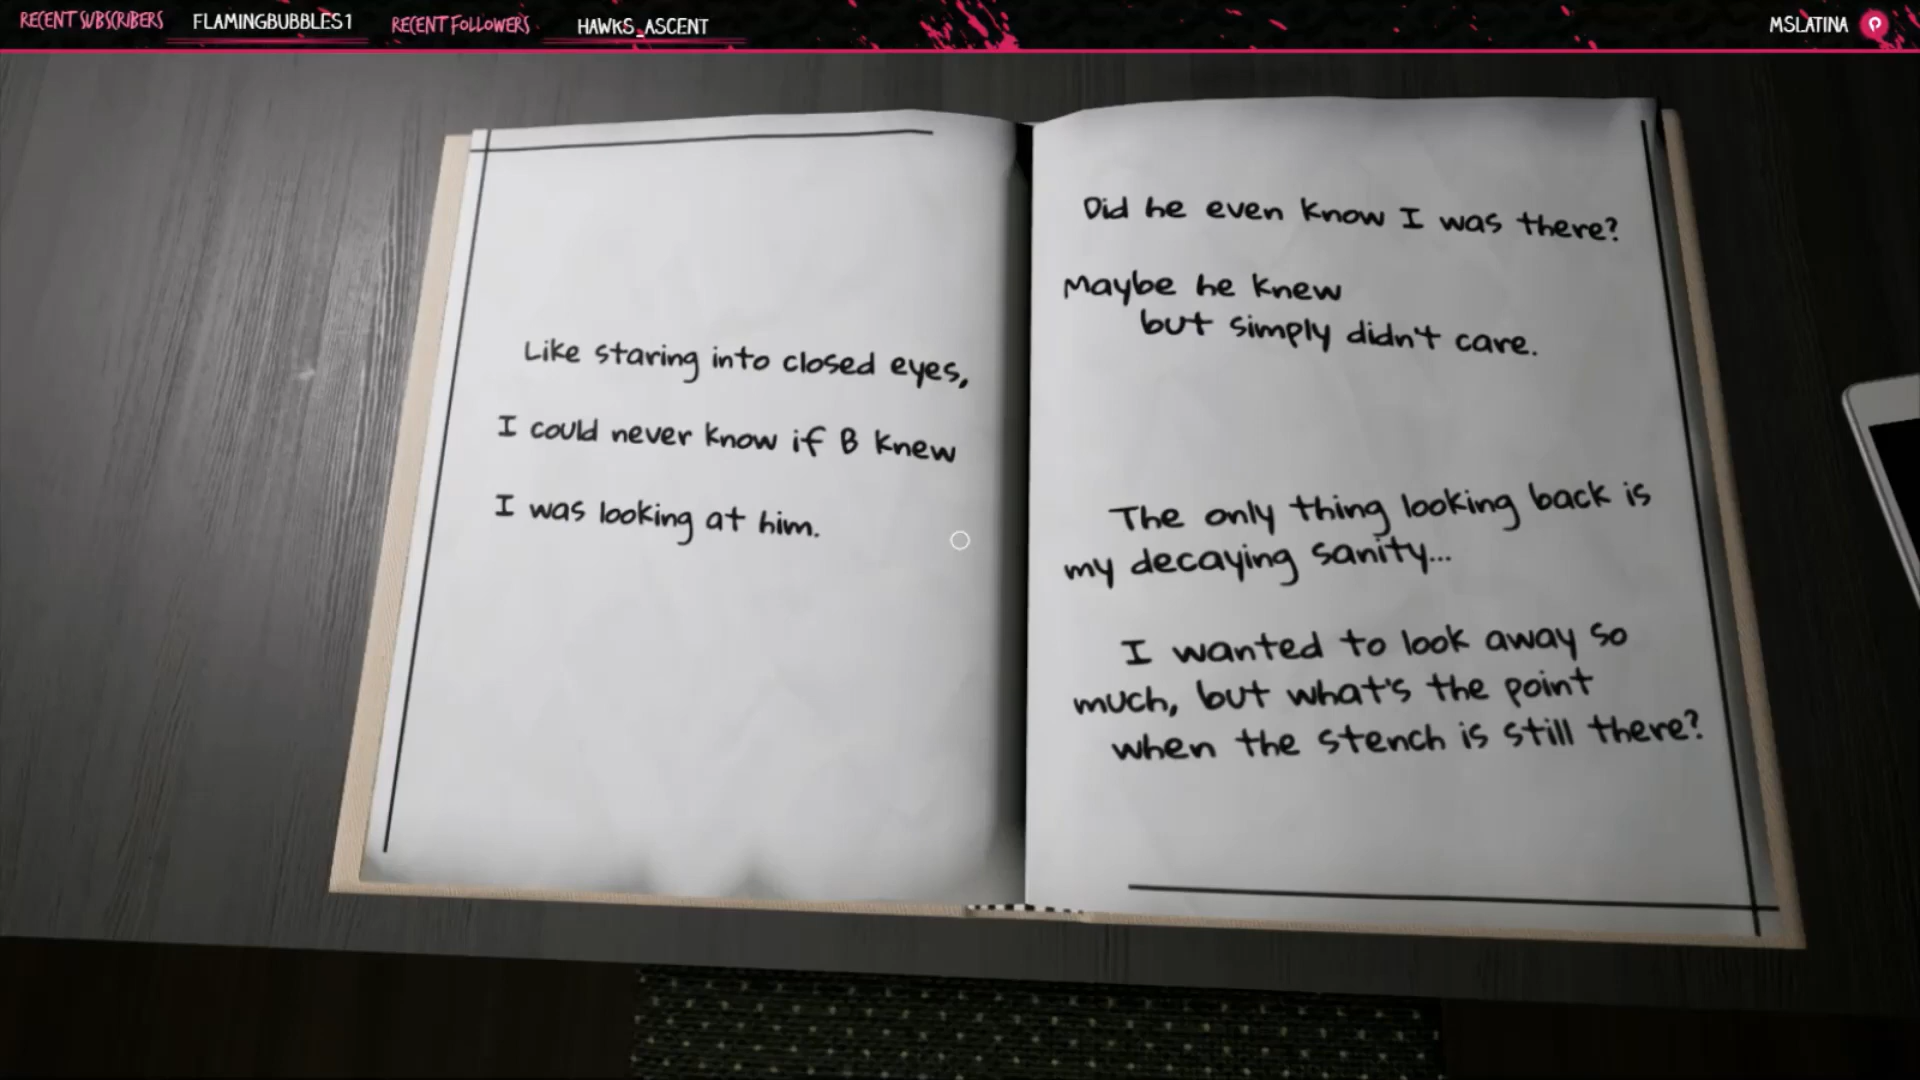 RECENT SUBSCRIBERS FLAMINGBUBBLES1 RECENT FOLLOWERS HAWKS_ASCENT MSLATINA
Like staring into closed eyes,
I could never know if B knew
I was looking at him.
Did he even know I was there?
Maybe he knew
but simply didn't care.
The only thing looking back is
my decaying sanity...
I wanted to look away so
much, but what's the point
when the stench is still there?